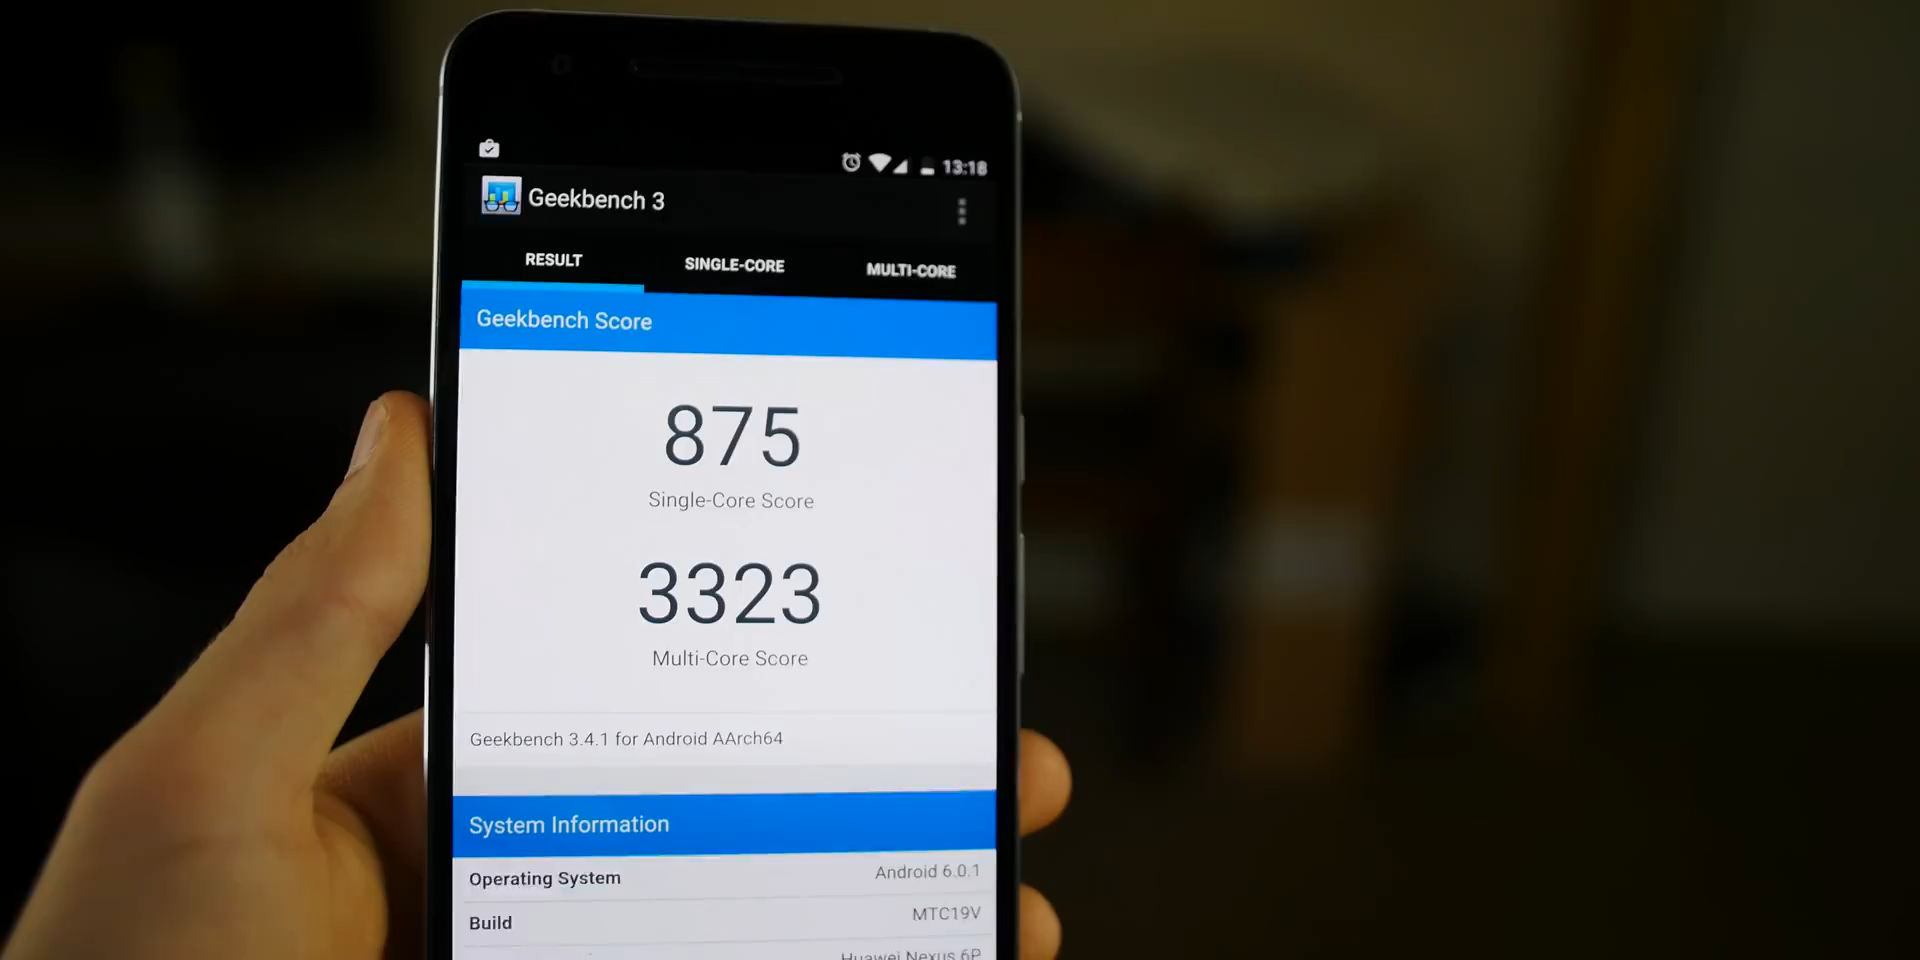 13:18
Geekbench 3
RESULT SINGLE-CORE MULTI-CORE
Geekbench Score
875
Single-Core Score
3323
Multi-Core Score
Geekbench 3.4.1 for Android AArch64
System Information
Operating System Android 6.0.1
Build MTC19V
Huawei Nexus 6P